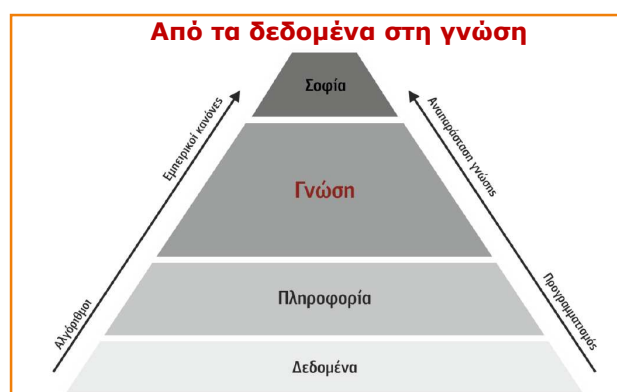 Από τα δεδομένα στη γνώση
Σοφία
Εμπειρικοί κανόνες
Αναπαράσταση γνώσης
Γνώση
Πληροφορία
Αλγόριθμοι
Προγραμματισμός
Δεδομένα